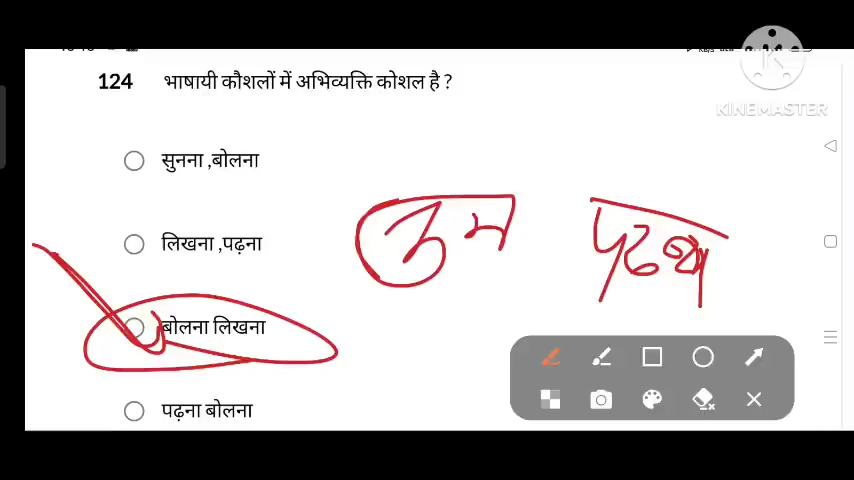 KINEMASTER
124 भाषायी कौशलों में अभिव्यक्ति कोशल है ?
सुनना ,बोलना
लिखना ,पढ़ना
बोलना लिखना
पढ़ना बोलना